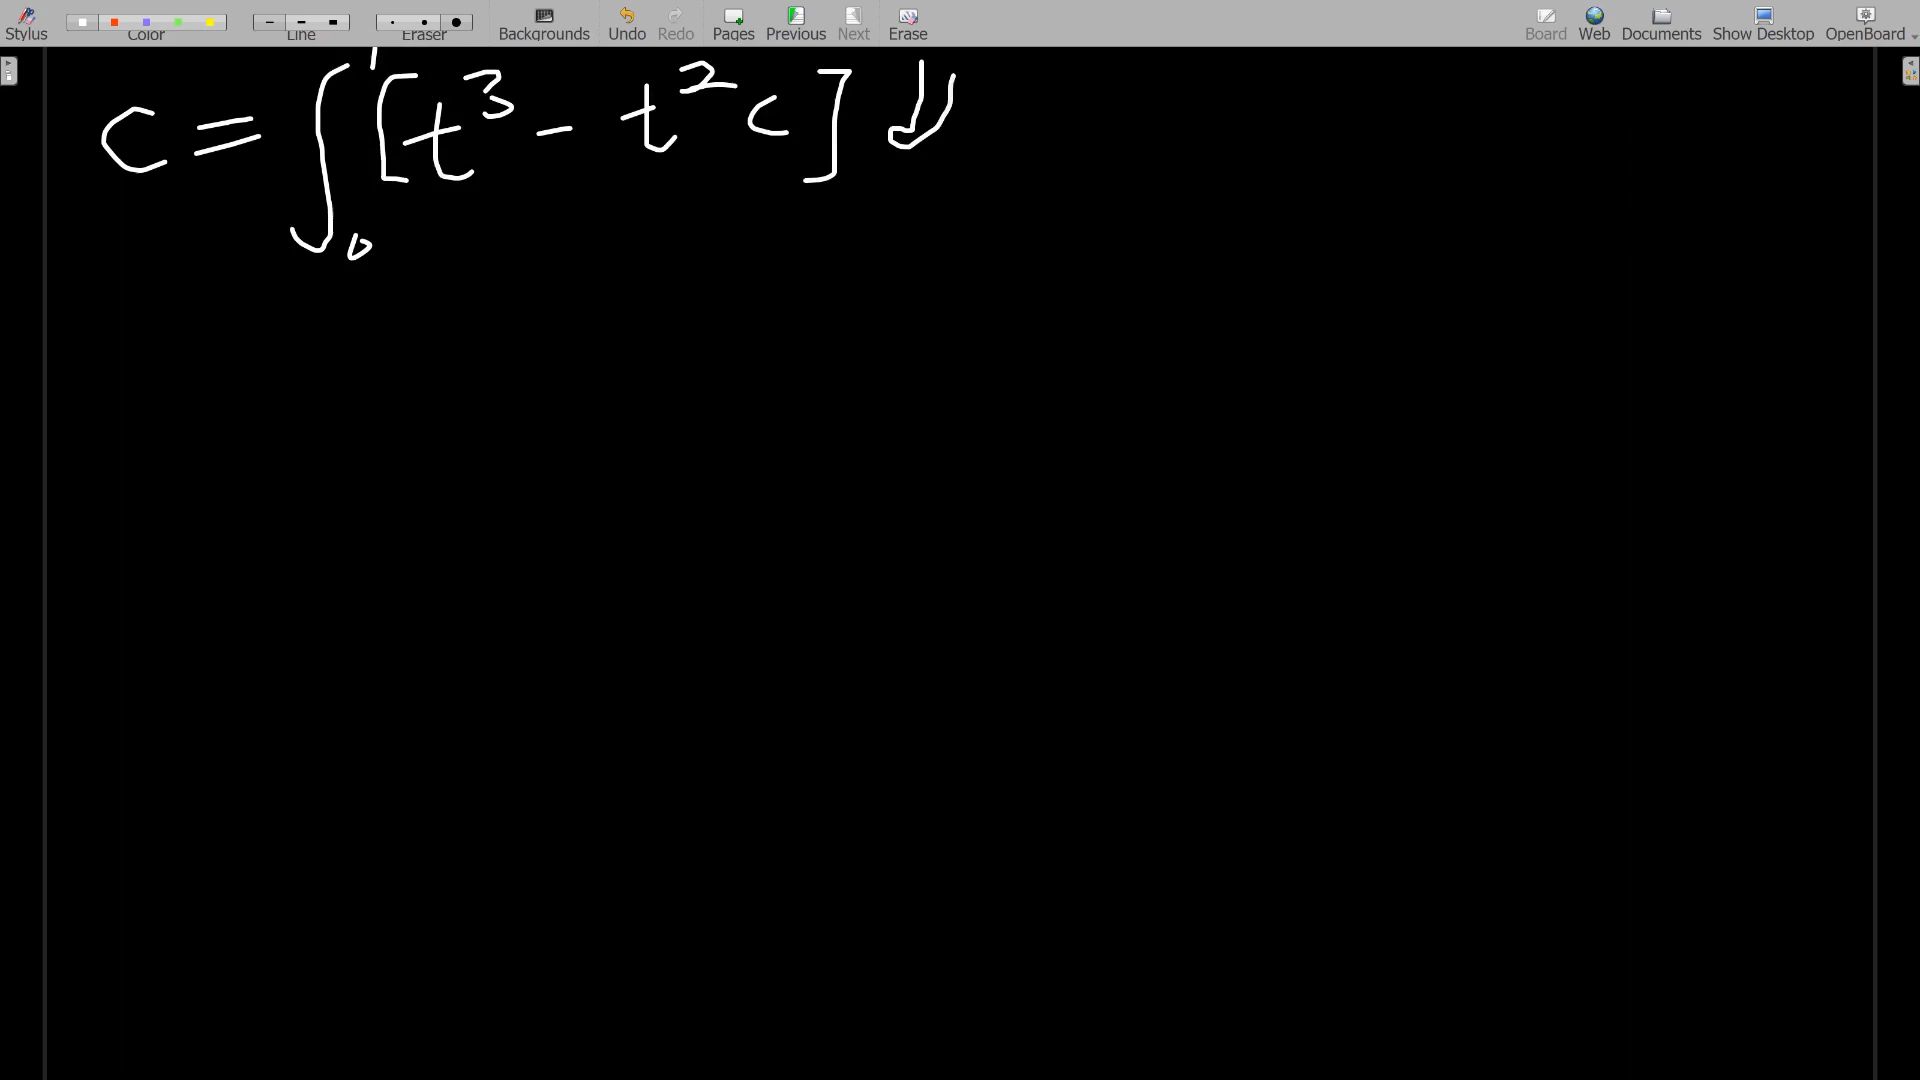 Stylus Color Line Eraser Backgrounds Undo Redo Pages Previous Next Erase Board Web Documents Show Desktop OpenBoard
c = ∫₀¹ [t³ - t²c]